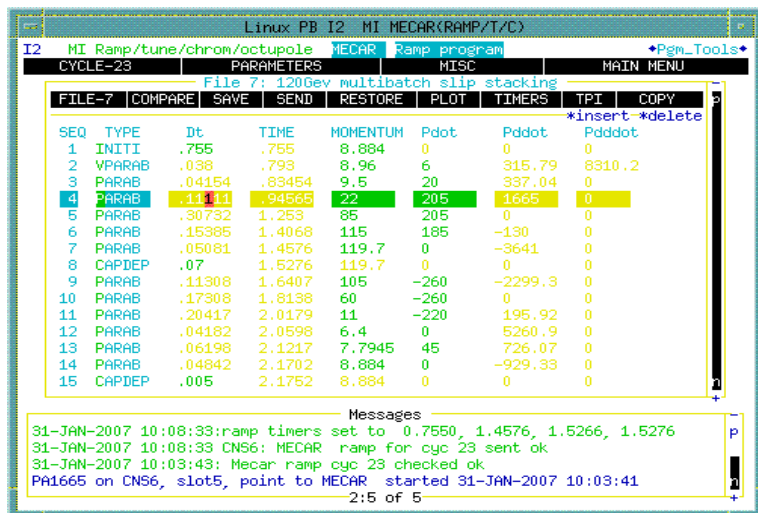 Linux PB I2 MI MECAR(RAMP/T/C)
I2 MI Ramp/tune/chrom/octupole MECAR Ramp program ◆Pgm_Tools◆
CYCLE-23 PARAMETERS MISC MAIN MENU
File 7: 120Gev multibatch slip stacking
FILE-7 COMPARE SAVE SEND RESTORE PLOT TIMERS TPI COPY
*insert *delete
SEQ TYPE Dt TIME MOMENTUM Pdot Pddot Pdddot
1 INITI .755 .755 8.884 0 0 0
2 VPARAB .038 .793 8.96 6 315.79 8310.2
3 PARAB .04154 .83454 9.5 20 337.04 0
4 PARAB .11111 .94565 22 205 1665 0
5 PARAB .30732 1.253 85 205 0 0
6 PARAB .15385 1.4068 115 185 -130 0
7 PARAB .05081 1.4576 119.7 0 -3641 0
8 CAPDEP .07 1.5276 119.7 0 0 0
9 PARAB .11308 1.6407 105 -260 -2299.3 0
10 PARAB .17308 1.8138 60 -260 0 0
11 PARAB .20417 2.0179 11 -220 195.92 0
12 PARAB .04182 2.0598 6.4 0 5260.9 0
13 PARAB .06198 2.1217 7.7945 45 726.07 0
14 PARAB .04842 2.1702 8.884 0 -929.33 0
15 CAPDEP .005 2.1752 8.884 0 0 0
Messages
31-JAN-2007 10:08:33:ramp timers set to 0.7550, 1.4576, 1.5266, 1.5276
31-JAN-2007 10:08:33 CNS6: MECAR ramp for cyc 23 sent ok
31-JAN-2007 10:03:43: Mecar ramp cyc 23 checked ok
PA1665 on CNS6, slot5, point to MECAR started 31-JAN-2007 10:03:41
2:5 of 5